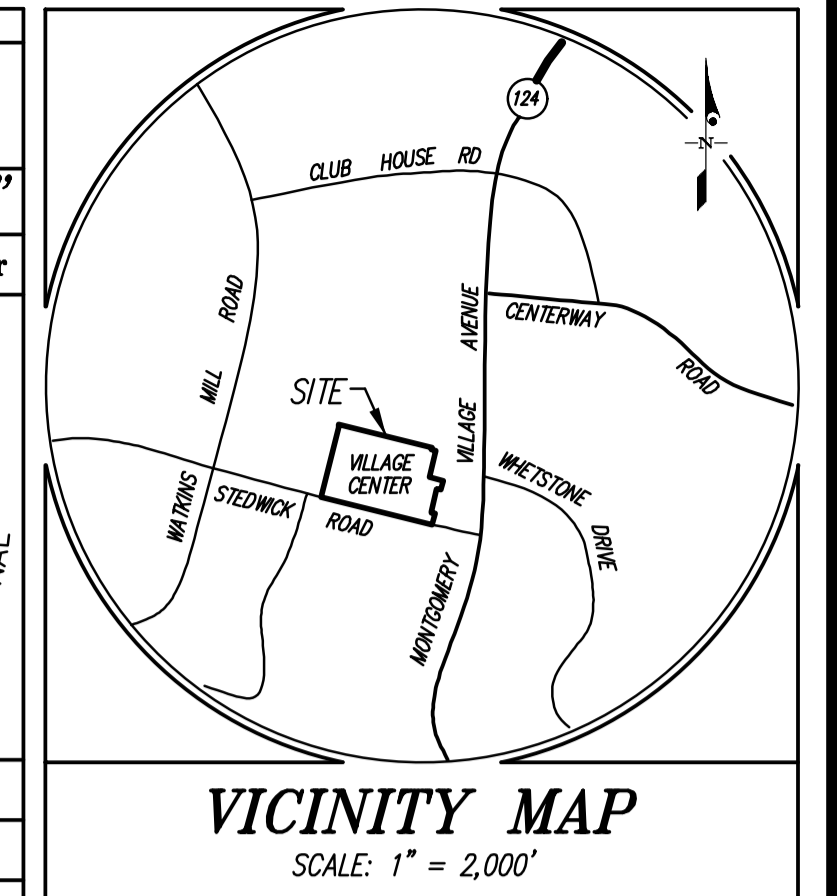 124
N
CLUB HOUSE RD
MILL ROAD
VILLAGE AVENUE
CENTERWAY
ROAD
SITE
VILLAGE
CENTER
WATKINS
STEDWICK
ROAD
WHETSTONE
DRIVE
MONTGOMERY
VICINITY MAP
SCALE: 1" = 2,000'